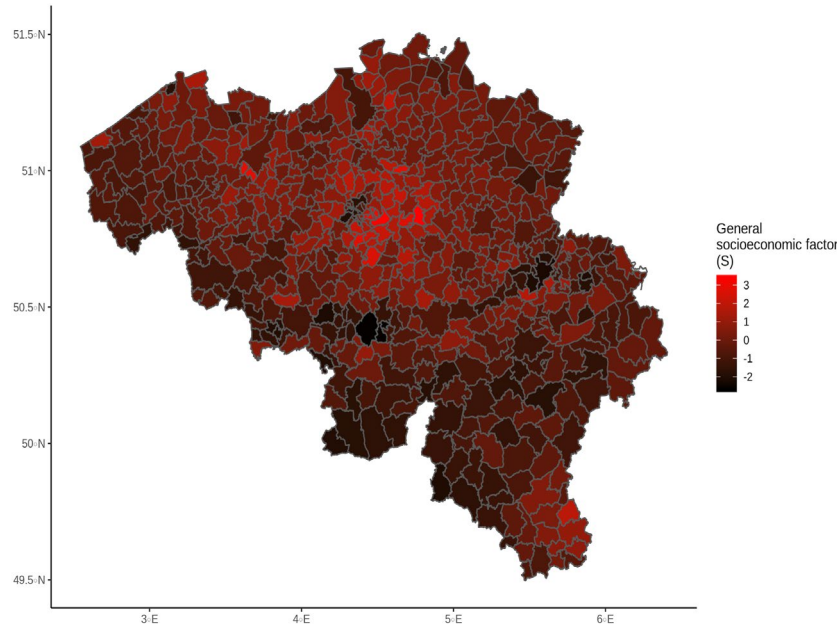 51.5◦N
51◦N
50.5◦N
50◦N
49.5◦N
3◦E
4◦E
5◦E
6◦E
General
socioeconomic factor
(S)
3
2
1
0
-1
-2